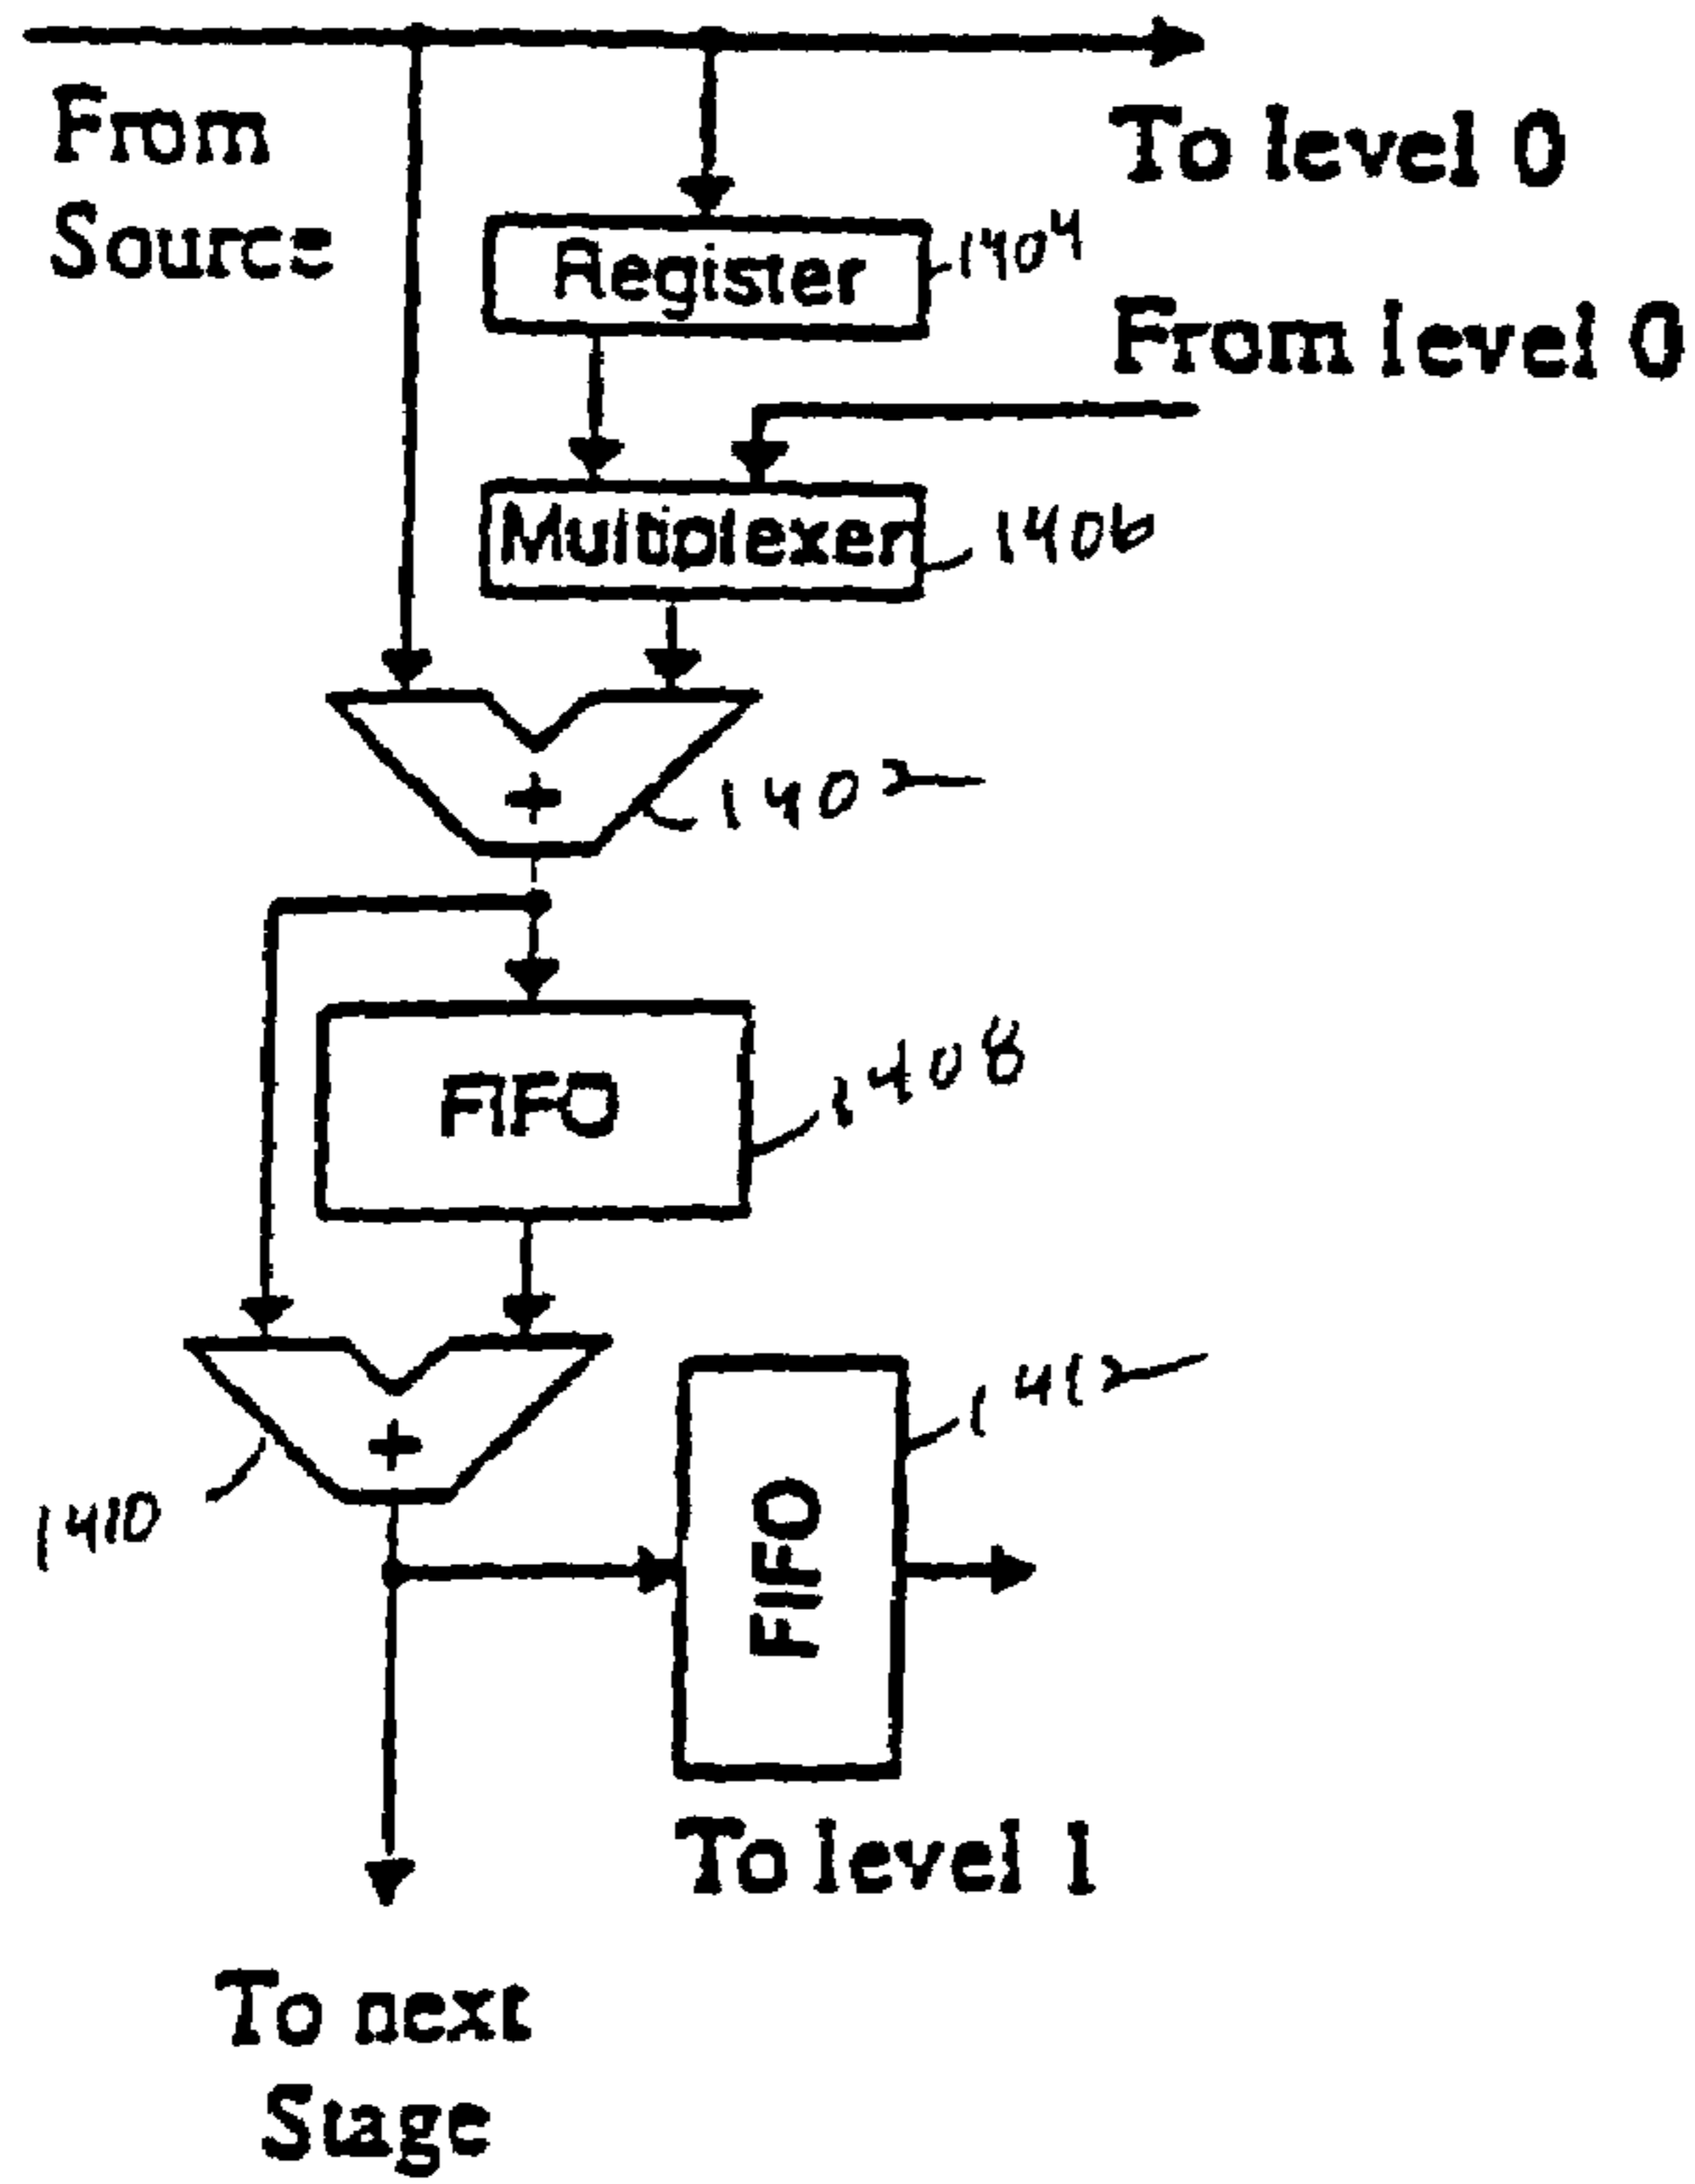 From
Source
To level 0
Register
1404
From level 0
Multiplexer
1406
+
1402
FIFO
1408
+
1410
FIFO
1412
To level 1
To next
Stage